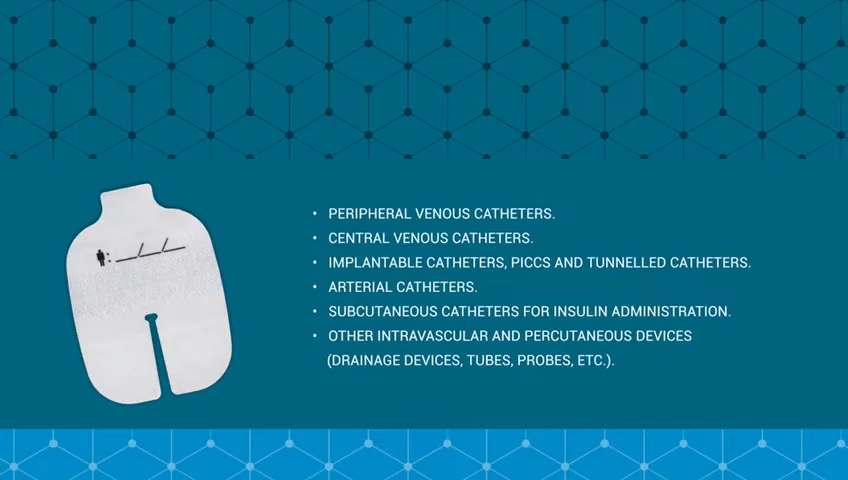 • PERIPHERAL VENOUS CATHETERS.
• CENTRAL VENOUS CATHETERS.
• IMPLANTABLE CATHETERS, PICCS AND TUNNELLED CATHETERS.
• ARTERIAL CATHETERS.
• SUBCUTANEOUS CATHETERS FOR INSULIN ADMINISTRATION.
• OTHER INTRAVASCULAR AND PERCUTANEOUS DEVICES
(DRAINAGE DEVICES, TUBES, PROBES, ETC.).